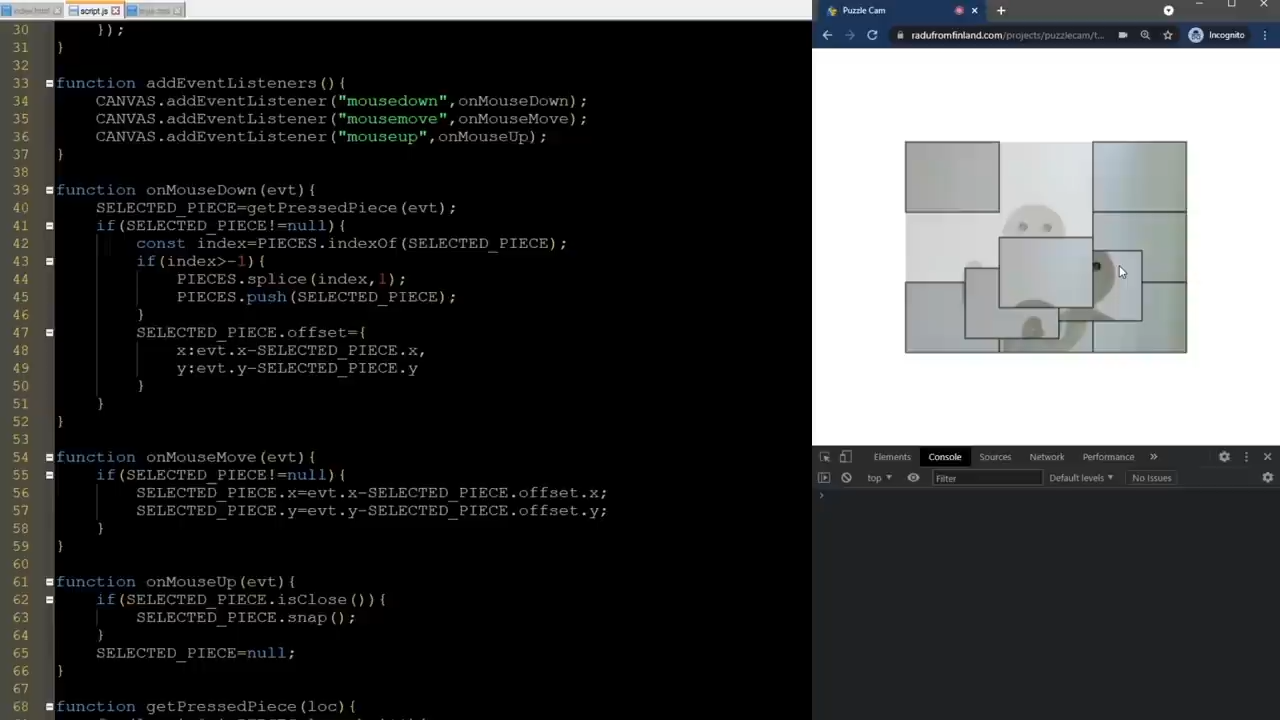 index.html script.js
30 });
31 }
32
33 function addEventListeners(){
34 CANVAS.addEventListener("mousedown",onMouseDown);
35 CANVAS.addEventListener("mousemove",onMouseMove);
36 CANVAS.addEventListener("mouseup",onMouseUp);
37 }
38
39 function onMouseDown(evt){
40 SELECTED_PIECE=getPressedPiece(evt);
41 if(SELECTED_PIECE!=null){
42 const index=PIECES.indexOf(SELECTED_PIECE);
43 if(index>-1){
44 PIECES.splice(index,1);
45 PIECES.push(SELECTED_PIECE);
46 }
47 SELECTED_PIECE.offset={
48 x:evt.x-SELECTED_PIECE.x,
49 y:evt.y-SELECTED_PIECE.y
50 }
51 }
52 }
53
54 function onMouseMove(evt){
55 if(SELECTED_PIECE!=null){
56 SELECTED_PIECE.x=evt.x-SELECTED_PIECE.offset.x;
57 SELECTED_PIECE.y=evt.y-SELECTED_PIECE.offset.y;
58 }
59 }
60
61 function onMouseUp(evt){
62 if(SELECTED_PIECE.isClose()){
63 SELECTED_PIECE.snap();
64 }
65 SELECTED_PIECE=null;
66 }
67
68 function getPressedPiece(loc){
Puzzle Cam
radufromfinland.com/projects/puzzlecam/t... Incognito
Elements Console Sources Network Performance »
top Filter Default levels No Issues